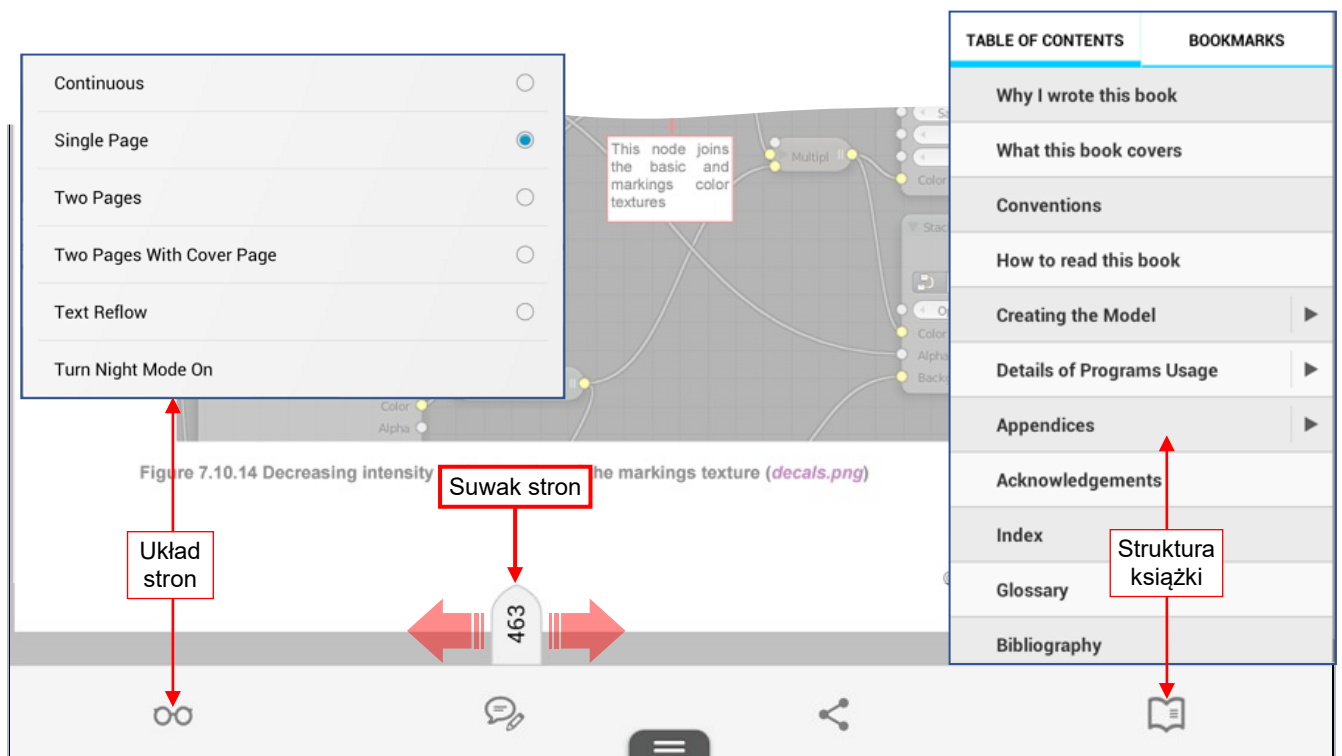 Continuous
Single Page
Two Pages
Two Pages With Cover Page
Text Reflow
Turn Night Mode On
This node joins
the basic and
markings color
textures
Multipl
Color
Stac
Color
Alpha
Color
Alpha
Figure 7.10.14 Decreasing intensity
he markings texture (decals.png)
Suwak stron
Układ
stron
463
TABLE OF CONTENTS BOOKMARKS
Why I wrote this book
What this book covers
Conventions
How to read this book
Creating the Model
Details of Programs Usage
Appendices
Acknowledgements
Index
Glossary
Bibliography
Struktura
książki